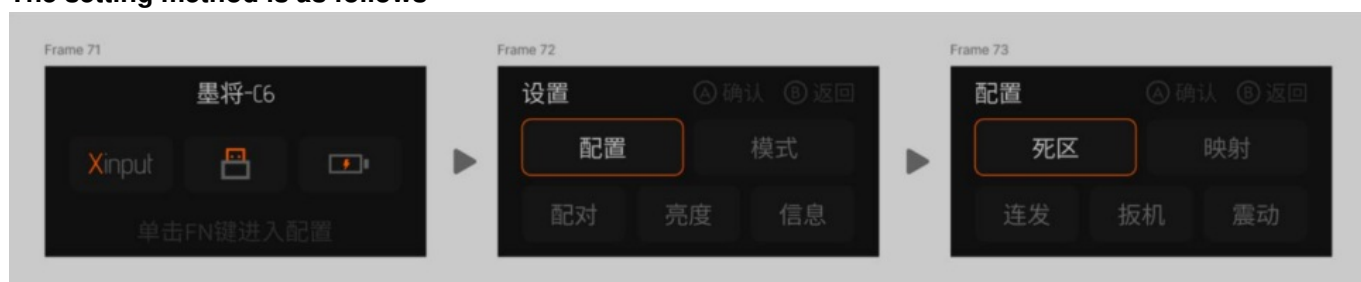 The setting method is as follows
Frame 71
墨将-C6
Xinput
单击FN键进入配置
Frame 72
设置 Ⓐ确认 Ⓑ返回
配置 模式
配对 亮度 信息
Frame 73
配置 Ⓐ确认 Ⓑ返回
死区 映射
连发 扳机 震动